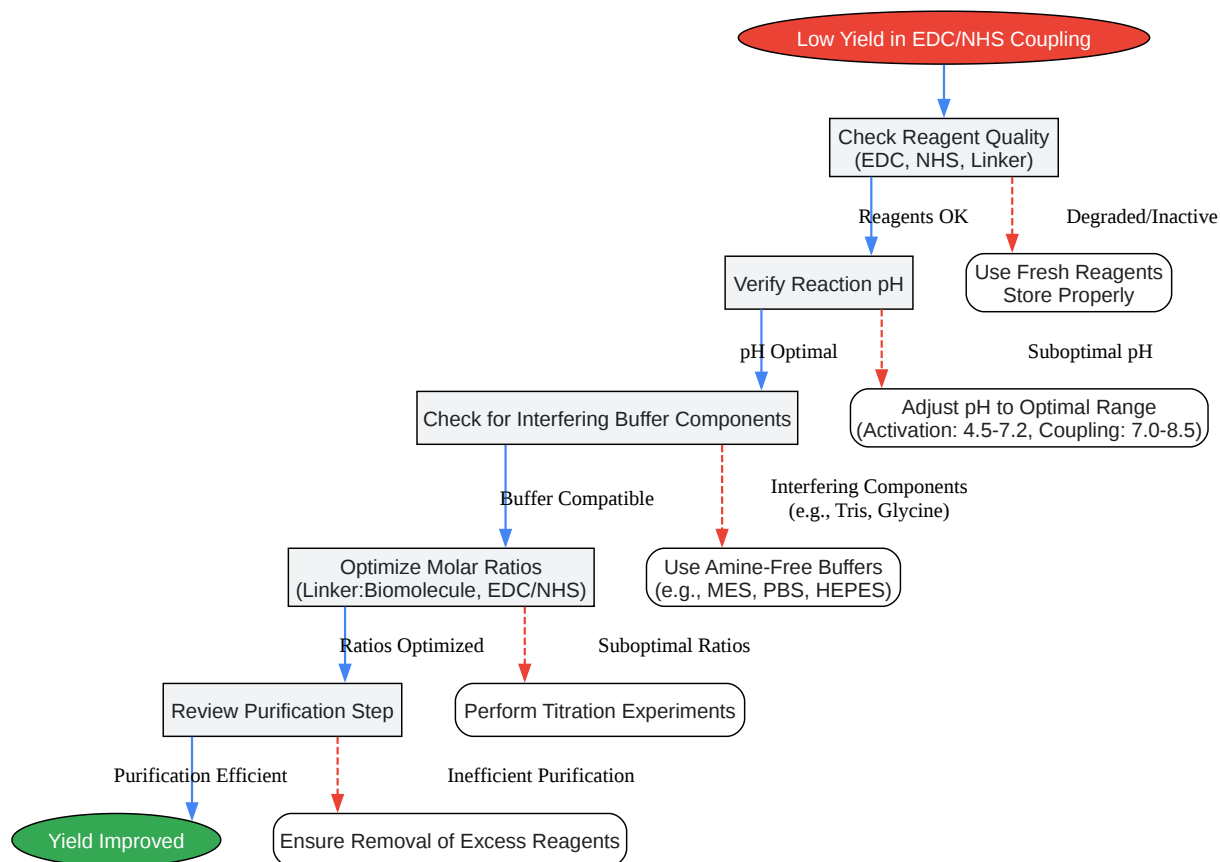 Low Yield in EDC/NHS Coupling
Check Reagent Quality
(EDC, NHS, Linker)
Reagents OK
Degraded/Inactive
Verify Reaction pH
Use Fresh Reagents
Store Properly
pH Optimal
Suboptimal pH
Check for Interfering Buffer Components
Adjust pH to Optimal Range
(Activation: 4.5-7.2, Coupling: 7.0-8.5)
Buffer Compatible
Interfering Components
(e.g., Tris, Glycine)
Optimize Molar Ratios
(Linker:Biomolecule, EDC/NHS)
Use Amine-Free Buffers
(e.g., MES, PBS, HEPES)
Ratios Optimized
Suboptimal Ratios
Review Purification Step
Perform Titration Experiments
Purification Efficient
Inefficient Purification
Yield Improved
Ensure Removal of Excess Reagents